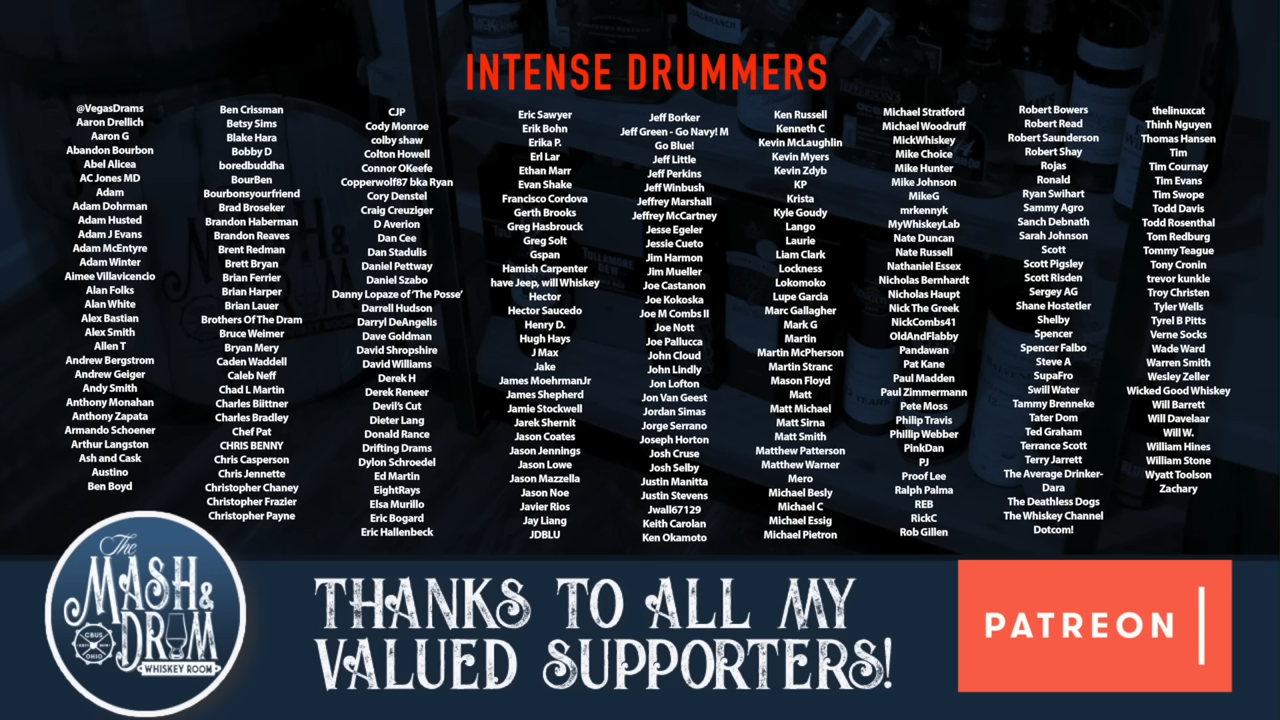 INTENSE DRUMMERS
@VegasDrams
Aaron Drellich
Aaron G
Abandon Bourbon
Abel Alicea
AC Jones MD
Adam
Adam Dohrman
Adam Husted
Adam J Evans
Adam McEntyre
Adam Winter
Aimee Villavicencio
Alan Folks
Alan White
Alex Bastian
Alex Smith
Allen T
Andrew Bergstrom
Andrew Geiger
Andy Smith
Anthony Monahan
Anthony Zapata
Armando Schoener
Arthur Langston
Ash and Cask
Austino
Ben Boyd
Ben Crissman
Betsy Sims
Blake Hara
Bobby D
boredbuddha
BourBen
Bourbonsyourfriend
Brad Broseker
Brandon Haberman
Brandon Reaves
Brent Redman
Brett Bryan
Brian Ferrier
Brian Harper
Brian Lauer
Brothers Of The Dram
Bruce Weimer
Bryan Mery
Caden Waddell
Caleb Neff
Chad L Martin
Charles Biittner
Charles Bradley
Chef Pat
CHRIS BENNY
Chris Casperson
Chris Jennette
Christopher Chaney
Christopher Frazier
Christopher Payne
CJP
Cody Monroe
colby shaw
Colton Howell
Connor OKeefe
Copperwolf87 bka Ryan
Cory Denstel
Craig Creuziger
D Averion
Dan Cee
Dan Stadulis
Daniel Pettway
Daniel Szabo
Danny Lopaze of 'The Posse'
Darrell Hudson
Darryl DeAngelis
Dave Goldman
David Shropshire
David Williams
Derek H
Derek Reneer
Devil's Cut
Dieter Lang
Donald Rance
Drifting Drams
Dylon Schroedel
Ed Martin
EightRays
Elsa Murillo
Eric Bogard
Eric Hallenbeck
Eric Sawyer
Erik Bohn
Erika P.
Erl Lar
Ethan Marr
Evan Shake
Francisco Cordova
Gerth Brooks
Greg Hasbrouck
Greg Solt
Gspan
Hamish Carpenter
have Jeep, will Whiskey
Hector
Hector Saucedo
Henry D.
Hugh Hays
J Max
Jake
James MoehrmanJr
James Shepherd
Jamie Stockwell
Jarek Shernit
Jason Coates
Jason Jennings
Jason Lowe
Jason Mazzella
Jason Noe
Javier Rios
Jay Liang
JDBLU
Jeff Borker
Jeff Green - Go Navy! M
Go Blue!
Jeff Little
Jeff Perkins
Jeff Winbush
Jeffrey Marshall
Jeffrey McCartney
Jesse Egeler
Jessie Cueto
Jim Harmon
Jim Mueller
Joe Castanon
Joe Kokoska
Joe M Combs II
Joe Nott
Joe Pallucca
John Cloud
John Lindly
Jon Lofton
Jon Van Geest
Jordan Simas
Jorge Serrano
Joseph Horton
Josh Cruse
Josh Selby
Justin Manitta
Justin Stevens
Jwall67129
Keith Carolan
Ken Okamoto
Ken Russell
Kenneth C
Kevin McLaughlin
Kevin Myers
Kevin Zdyb
KP
Krista
Kyle Goudy
Lango
Laurie
Liam Clark
Lockness
Lokomoko
Lupe Garcia
Marc Gallagher
Mark G
Martin
Martin McPherson
Martin Stranc
Mason Floyd
Matt
Matt Michael
Matt Sirna
Matt Smith
Matthew Patterson
Matthew Warner
Mero
Michael Besly
Michael C
Michael Essig
Michael Pietron
Michael Stratford
Michael Woodruff
MickWhiskey
Mike Choice
Mike Hunter
Mike Johnson
MikeG
mrkennyk
MyWhiskeyLab
Nate Duncan
Nate Russell
Nathaniel Essex
Nicholas Bernhardt
Nicholas Haupt
Nick The Greek
NickCombs41
OldAndFlabby
Pandawan
Pat Kane
Paul Madden
Paul Zimmermann
Pete Moss
Philip Travis
Phillip Webber
PinkDan
PJ
Proof Lee
Ralph Palma
REB
RickC
Rob Gillen
Robert Bowers
Robert Read
Robert Saunderson
Robert Shay
Rojas
Ronald
Ryan Swihart
Sammy Agro
Sanch Debnath
Sarah Johnson
Scott
Scott Pigsley
Scott Risden
Sergey AG
Shane Hostetler
Shelby
Spencer
Spencer Falbo
Steve A
SupaFro
Swill Water
Tammy Brenneke
Tater Dom
Ted Graham
Terrance Scott
Terry Jarrett
The Average Drinker-
Dara
The Deathless Dogs
The Whiskey Channel
Dotcom!
thelinuxcat
Thinh Nguyen
Thomas Hansen
Tim
Tim Cournay
Tim Evans
Tim Swope
Todd Davis
Todd Rosenthal
Tom Redburg
Tommy Teague
Tony Cronin
trevor kunkle
Troy Christen
Tyler Wells
Tyrel B Pitts
Verne Socks
Wade Ward
Warren Smith
Wesley Zeller
Wicked Good Whiskey
Will Barrett
Will Davelaar
Will W.
William Hines
William Stone
Wyatt Toolson
Zachary
The
MASH &
DRUM
CBUS
OHIO
WHISKEY ROOM
THANKS TO ALL MY
VALUED SUPPORTERS!
PATREON